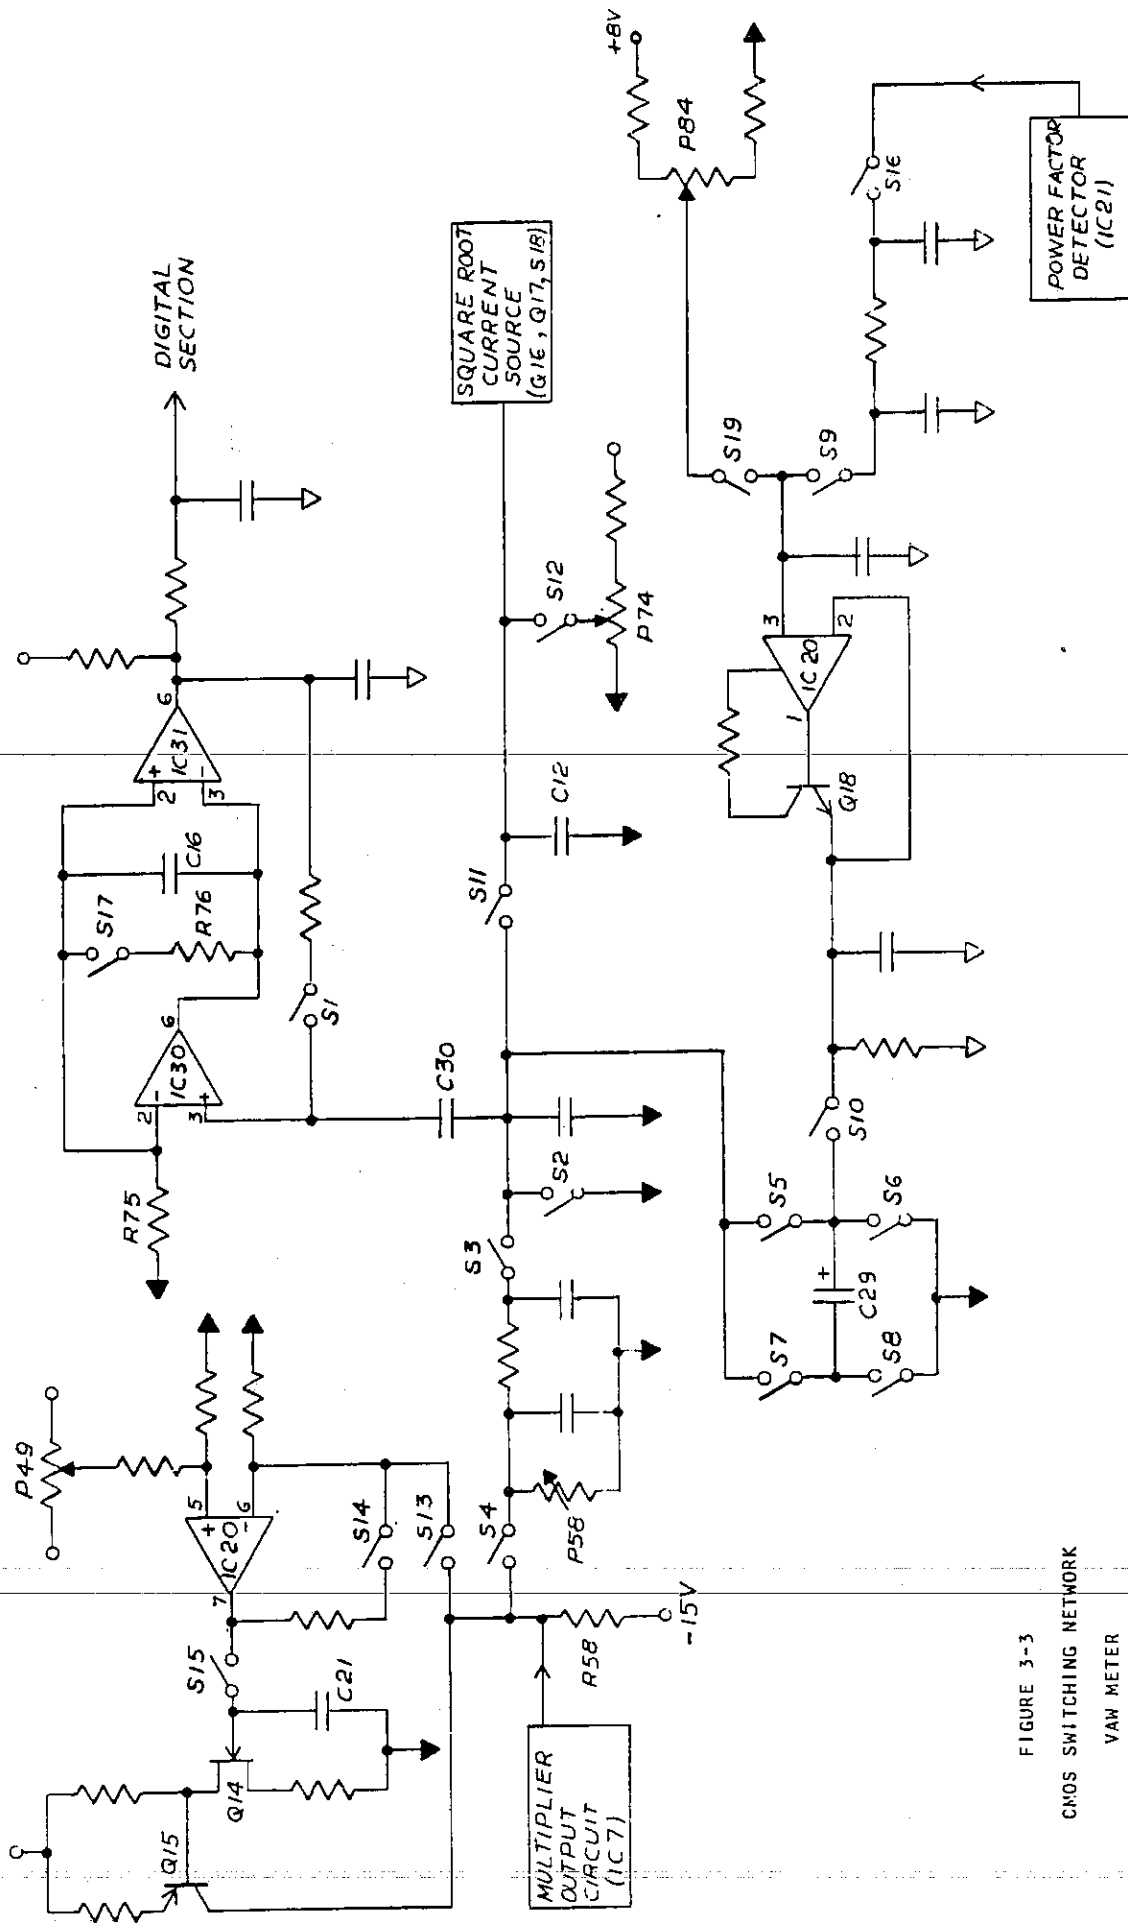 P49
5
+
6
-
IC20
7
S15
Q14
Q15
C21
S14
S13
S4
P58
R58
-15V
MULTIPLIER
OUTPUT
CIRCUIT
(IC7)
R75
2
-
3
+
IC30
6
S17
R76
C16
2
+
3
-
IC31
6
DIGITAL
SECTION
S1
C30
S3
S2
S11
C12
S12
P74
SQUARE ROOT
CURRENT
SOURCE
(Q16, Q17, S18)
S7
S5
S8
S6
+
C29
S10
Q18
1
IC20
3
2
S19
S9
P84
+8V
S16
POWER FACTOR
DETECTOR
(IC21)
FIGURE 3-3
CMOS SWITCHING NETWORK
VAW METER